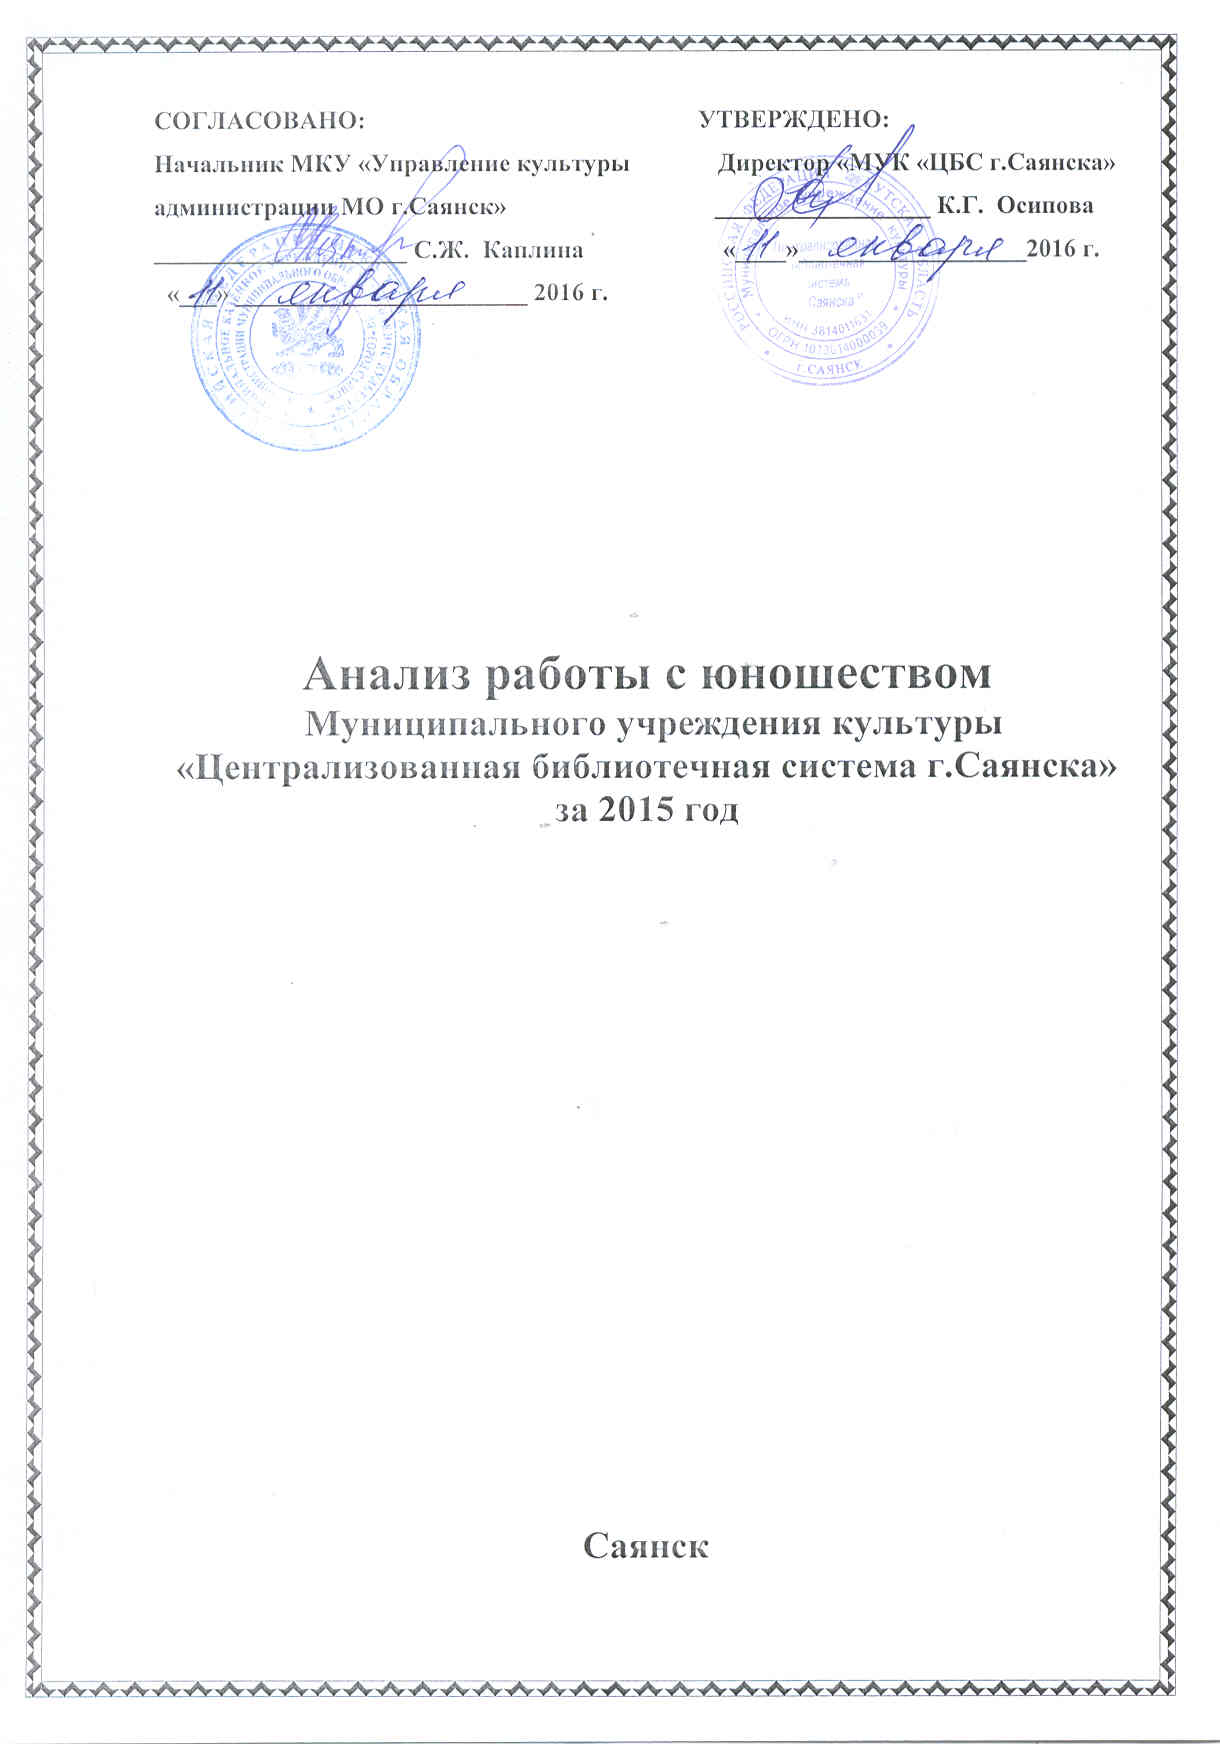 СОГЛАСОВАНО:
Начальник МКУ «Управление культуры
администрации МО г.Саянск»
С.Ж. Каплина
«11» января 2016 г.
УТВЕРЖДЕНО:
Директор «МУК «ЦБС г.Саянска»
К.Г. Осипова
«11» января 2016 г.
г.САЯНСК
Анализ работы с юношеством
Муниципального учреждения культуры
«Централизованная библиотечная система г.Саянска»
за 2015 год
Саянск